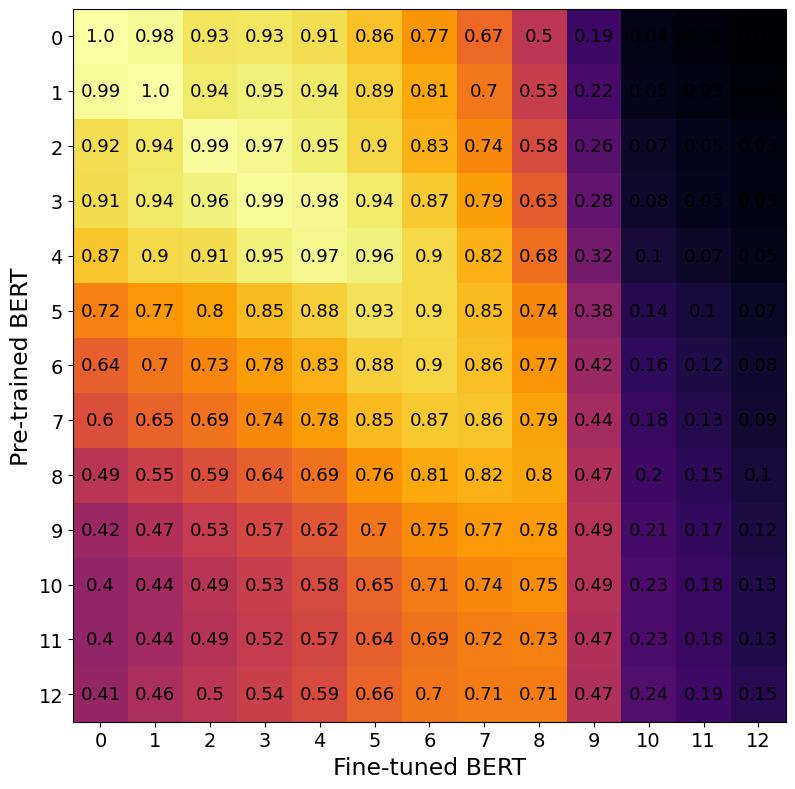 0 1.0 0.98 0.93 0.93 0.91 0.86 0.77 0.67 0.5 0.19 0.04
1 0.99 1.0 0.94 0.95 0.94 0.89 0.81 0.7 0.53 0.22 0.05 0.03
2 0.92 0.94 0.99 0.97 0.95 0.9 0.83 0.74 0.58 0.26 0.07 0.05 0.03
3 0.91 0.94 0.96 0.99 0.98 0.94 0.87 0.79 0.63 0.28 0.08 0.05 0.03
4 0.87 0.9 0.91 0.95 0.97 0.96 0.9 0.82 0.68 0.32 0.1 0.07 0.05
5 0.72 0.77 0.8 0.85 0.88 0.93 0.9 0.85 0.74 0.38 0.14 0.1 0.07
6 0.64 0.7 0.73 0.78 0.83 0.88 0.9 0.86 0.77 0.42 0.16 0.12 0.08
7 0.6 0.65 0.69 0.74 0.78 0.85 0.87 0.86 0.79 0.44 0.18 0.13 0.09
8 0.49 0.55 0.59 0.64 0.69 0.76 0.81 0.82 0.8 0.47 0.2 0.15 0.1
9 0.42 0.47 0.53 0.57 0.62 0.7 0.75 0.77 0.78 0.49 0.21 0.17 0.12
10 0.4 0.44 0.49 0.53 0.58 0.65 0.71 0.74 0.75 0.49 0.23 0.18 0.13
11 0.4 0.44 0.49 0.52 0.57 0.64 0.69 0.72 0.73 0.47 0.23 0.18 0.13
12 0.41 0.46 0.5 0.54 0.59 0.66 0.7 0.71 0.71 0.47 0.24 0.19 0.15
0 1 2 3 4 5 6 7 8 9 10 11 12
Fine-tuned BERT
Pre-trained BERT